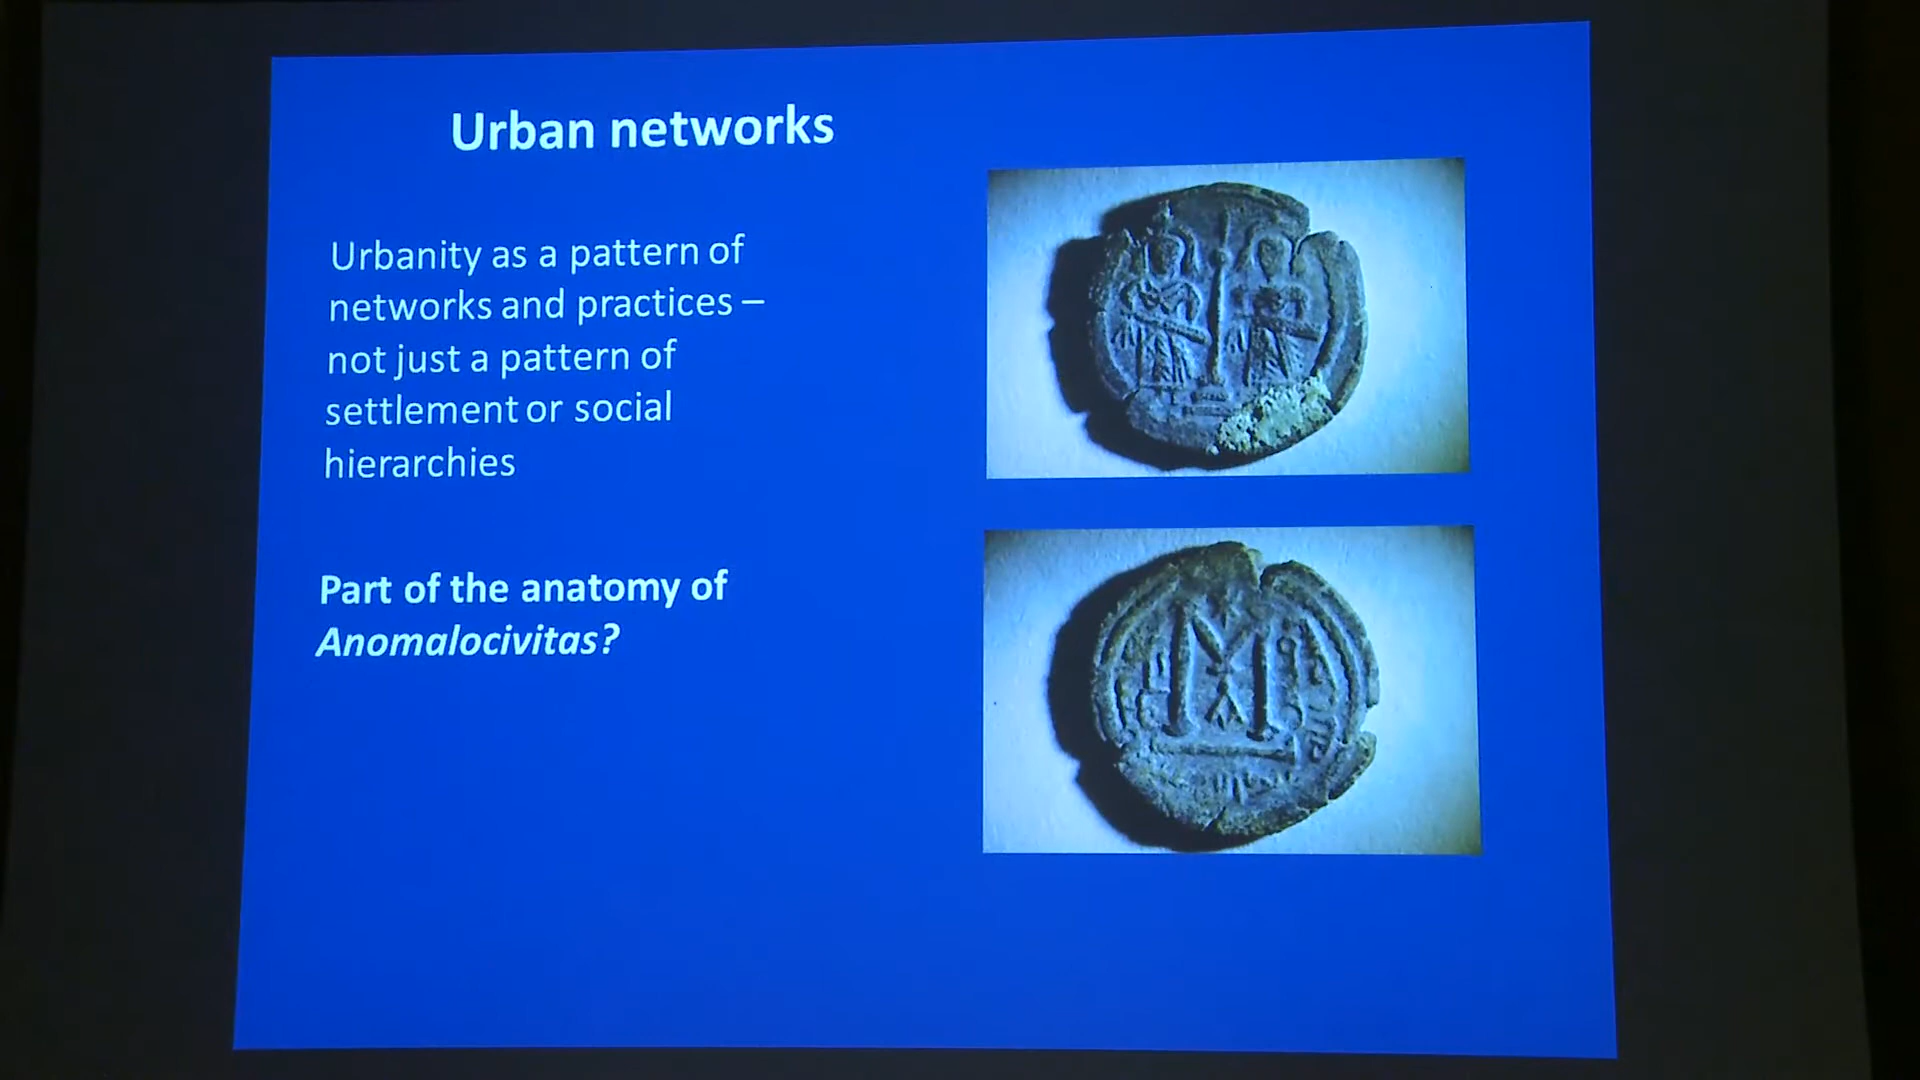 Urban networks
Urbanity as a pattern of
networks and practices –
not just a pattern of
settlement or social
hierarchies
Part of the anatomy of
Anomalocivitas?
M